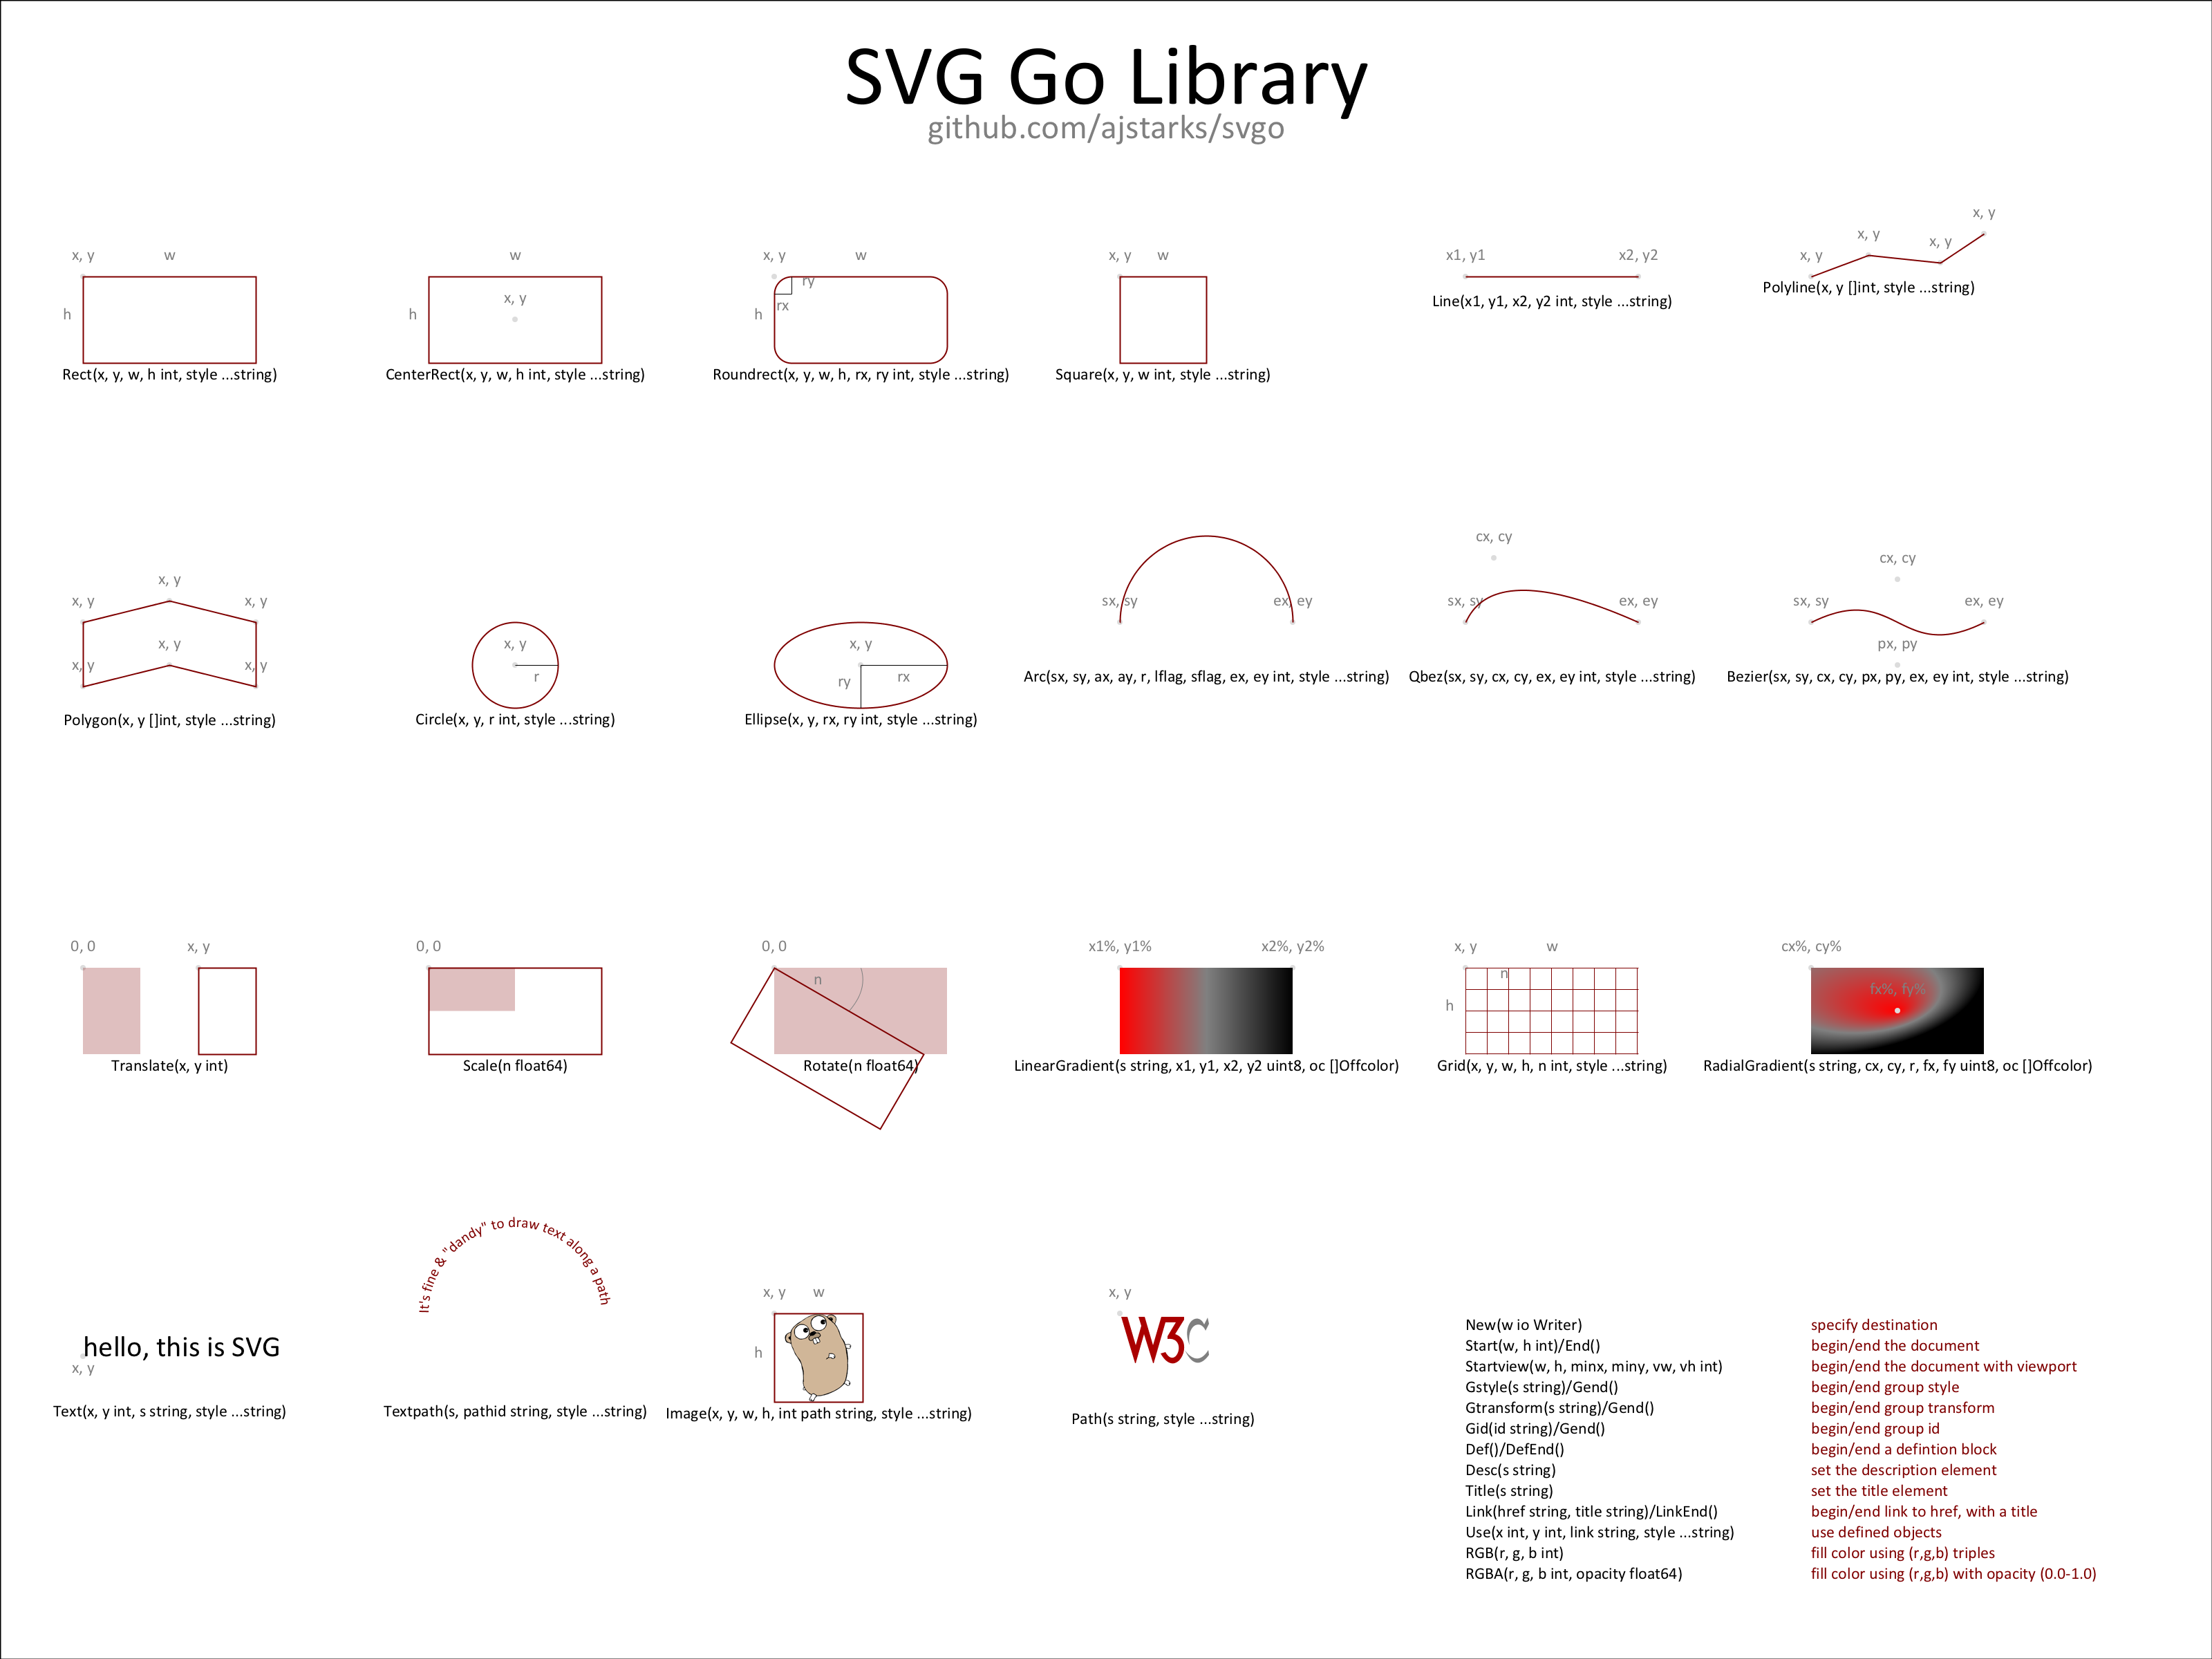 SVG Go Library
github.com/ajstarks/svgo
x, y
w
h
Rect(x, y, w, h int, style ...string)
w
x, y
h
CenterRect(x, y, w, h int, style ...string)
x, y
w
ry
rx
h
Roundrect(x, y, w, h, rx, ry int, style ...string)
x, y
w
Square(x, y, w int, style ...string)
x1, y1
x2, y2
Line(x1, y1, x2, y2 int, style ...string)
x, y
x, y
x, y
x, y
Polyline(x, y []int, style ...string)
x, y
x, y
x, y
x, y
x, y
x, y
Polygon(x, y []int, style ...string)
x, y
r
Circle(x, y, r int, style ...string)
x, y
ry
rx
Ellipse(x, y, rx, ry int, style ...string)
sx, sy
ex, ey
Arc(sx, sy, ax, ay, r, lflag, sflag, ex, ey int, style ...string)
cx, cy
sx, sy
ex, ey
Qbez(sx, sy, cx, cy, ex, ey int, style ...string)
cx, cy
sx, sy
ex, ey
px, py
Bezier(sx, sy, cx, cy, px, py, ex, ey int, style ...string)
0, 0
x, y
Translate(x, y int)
0, 0
Scale(n float64)
0, 0
n
Rotate(n float64)
x1%, y1%
x2%, y2%
LinearGradient(s string, x1, y1, x2, y2 uint8, oc []Offcolor)
x, y
w
n
h
Grid(x, y, w, h, n int, style ...string)
cx%, cy%
fx%, fy%
RadialGradient(s string, cx, cy, r, fx, fy uint8, oc []Offcolor)
hello, this is SVG
x, y
Text(x, y int, s string, style ...string)
It's fine & "dandy" to draw text along a path
Textpath(s, pathid string, style ...string)
x, y
w
h
Image(x, y, w, h, int path string, style ...string)
x, y
W3C
Path(s string, style ...string)
New(w io Writer) specify destination
Start(w, h int)/End() begin/end the document
Startview(w, h, minx, miny, vw, vh int) begin/end the document with viewport
Gstyle(s string)/Gend() begin/end group style
Gtransform(s string)/Gend() begin/end group transform
Gid(id string)/Gend() begin/end group id
Def()/DefEnd() begin/end a defintion block
Desc(s string) set the description element
Title(s string) set the title element
Link(href string, title string)/LinkEnd() begin/end link to href, with a title
Use(x int, y int, link string, style ...string) use defined objects
RGB(r, g, b int) fill color using (r,g,b) triples
RGBA(r, g, b int, opacity float64) fill color using (r,g,b) with opacity (0.0-1.0)